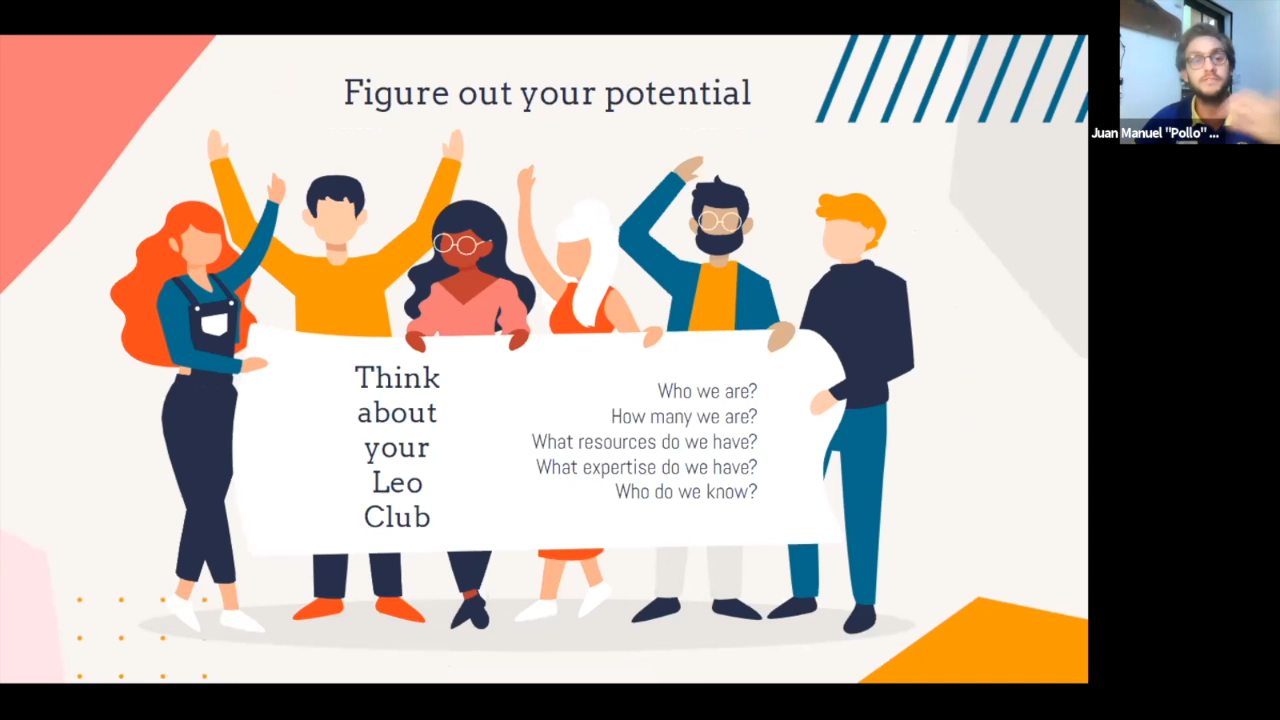 Figure out your potential
Think
about
your
Leo
Club
Who we are?
How many we are?
What resources do we have?
What expertise do we have?
Who do we know?
Juan Manuel "Pollo" ...